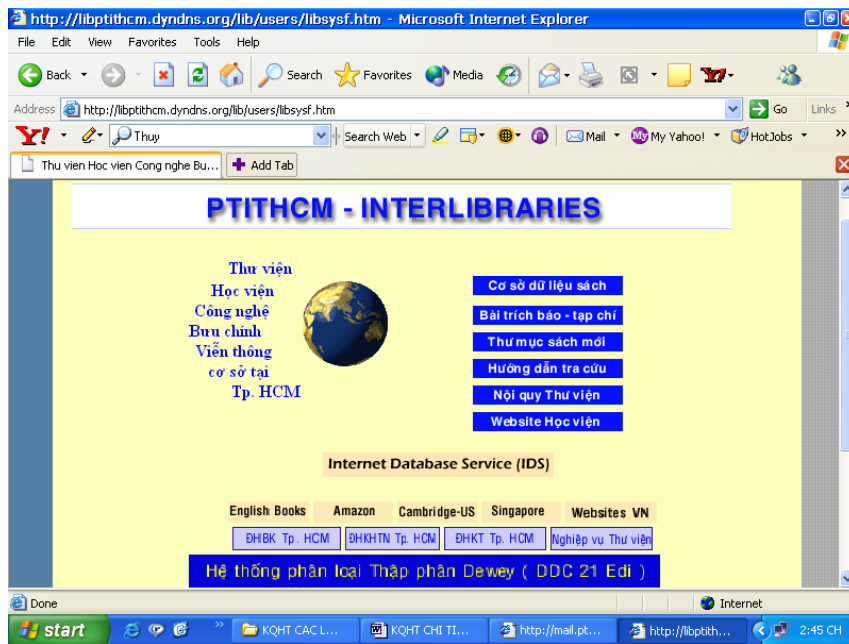 http://libptithcm.dyndns.org/lib/users/libsysf.htm - Microsoft Internet Explorer
File Edit View Favorites Tools Help
Back Search Favorites Media
Address http://libptithcm.dyndns.org/lib/users/libsysf.htm Go Links
Y! Thuy Search Web Mail My Yahoo! HotJobs
Thu vien Hoc vien Cong nghe Bu... Add Tab
PTITHCM - INTERLIBRARIES
Thư viện
Học viện
Công nghệ
Bưu chính
Viễn thông
cơ sở tại
Tp. HCM
Cơ sở dữ liệu sách
Bài trích báo - tạp chí
Thư mục sách mới
Hướng dẫn tra cứu
Nội quy Thư viện
Website Học viện
Internet Database Service (IDS)
English Books Amazon Cambridge-US Singapore Websites VN
ĐHBK Tp. HCM ĐHKHTN Tp. HCM ĐHKT Tp. HCM Nghiệp vụ Thư viện
Hệ thống phân loại Thập phân Dewey ( DDC 21 Edi )
Done Internet
start KQHT CAC L... KQHT CHI TI... http://mail.pt... http://libptith... 2:45 CH